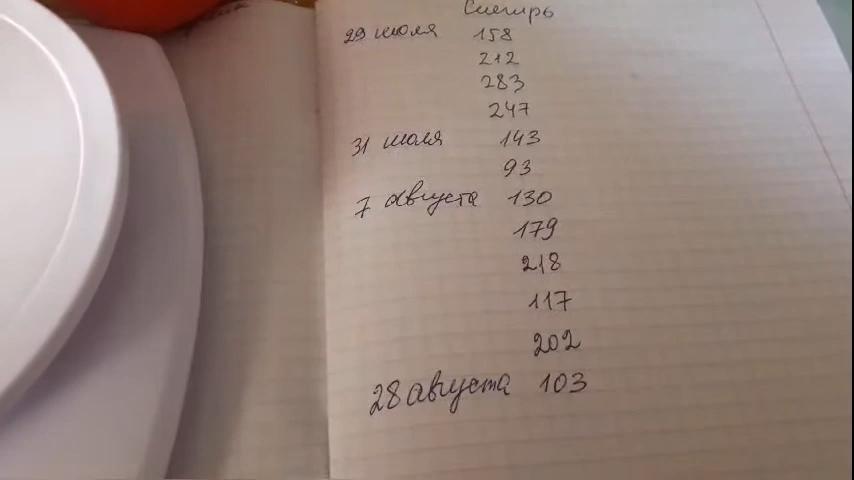 Снегирь
29 июля 158
212
283
247
31 июля 143
93
7 августа 130
179
218
117
202
28 августа 103